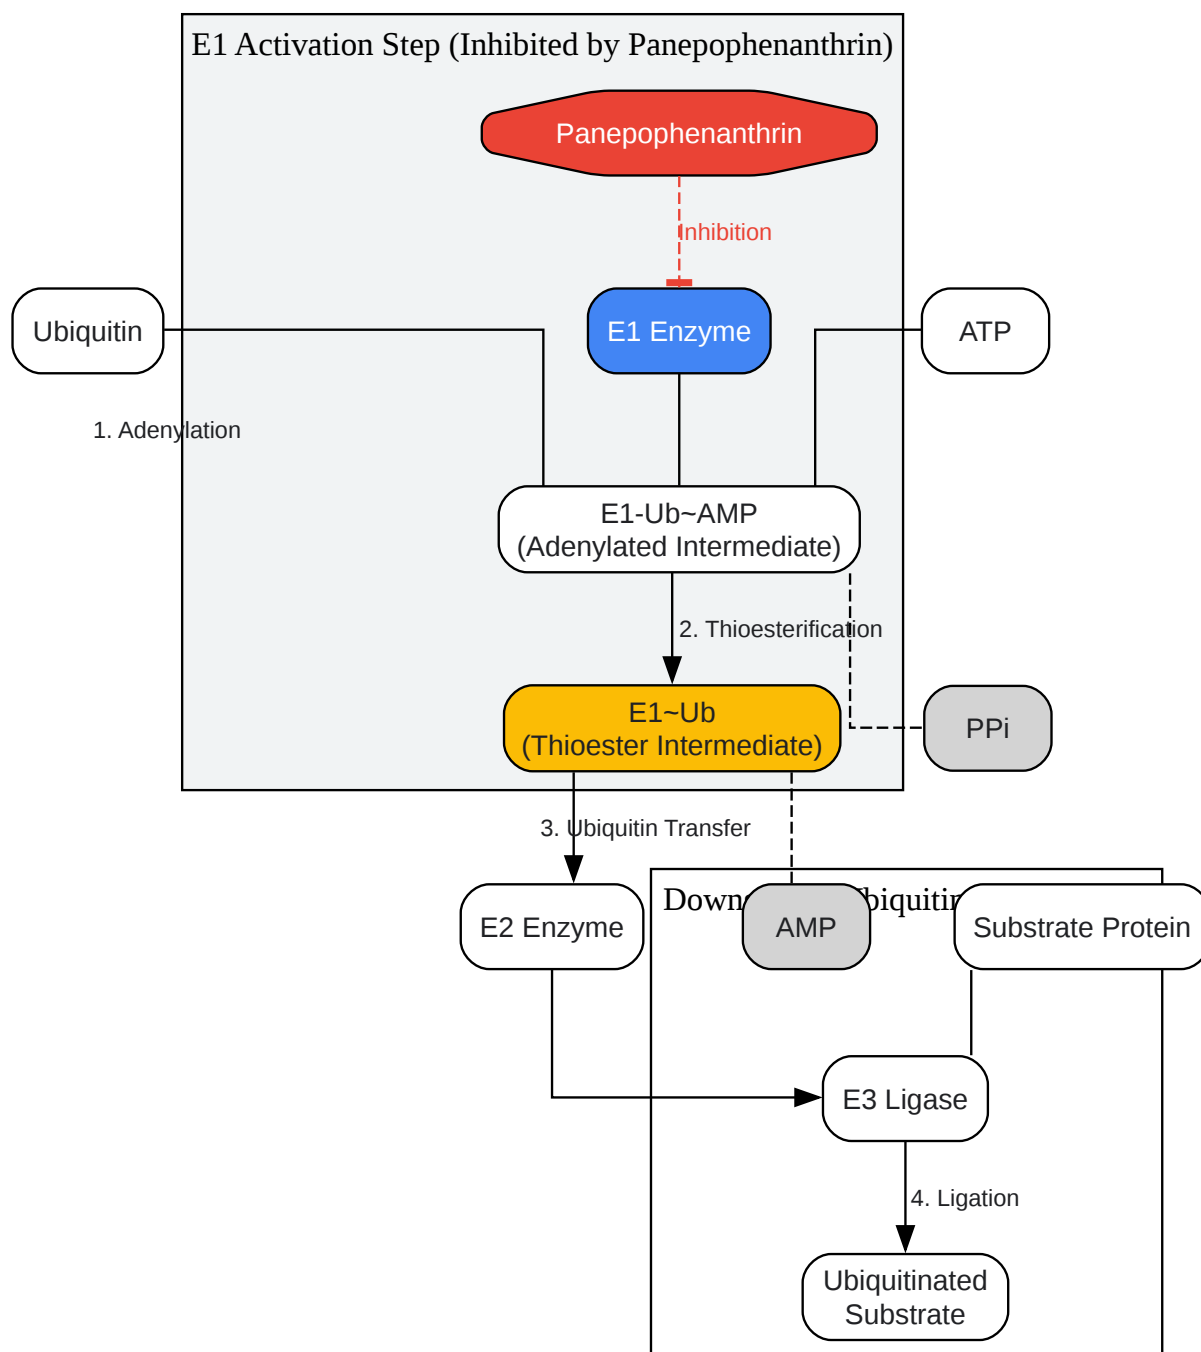 E1 Activation Step (Inhibited by Panepophenanthrin)
Panepophenanthrin
Inhibition
Ubiquitin
E1 Enzyme
ATP
1. Adenylation
E1-Ub~AMP
(Adenylated Intermediate)
2. Thioesterification
E1~Ub
(Thioester Intermediate)
PPi
3. Ubiquitin Transfer
E2 Enzyme
AMP
Substrate Protein
E3 Ligase
4. Ligation
Ubiquitinated
Substrate